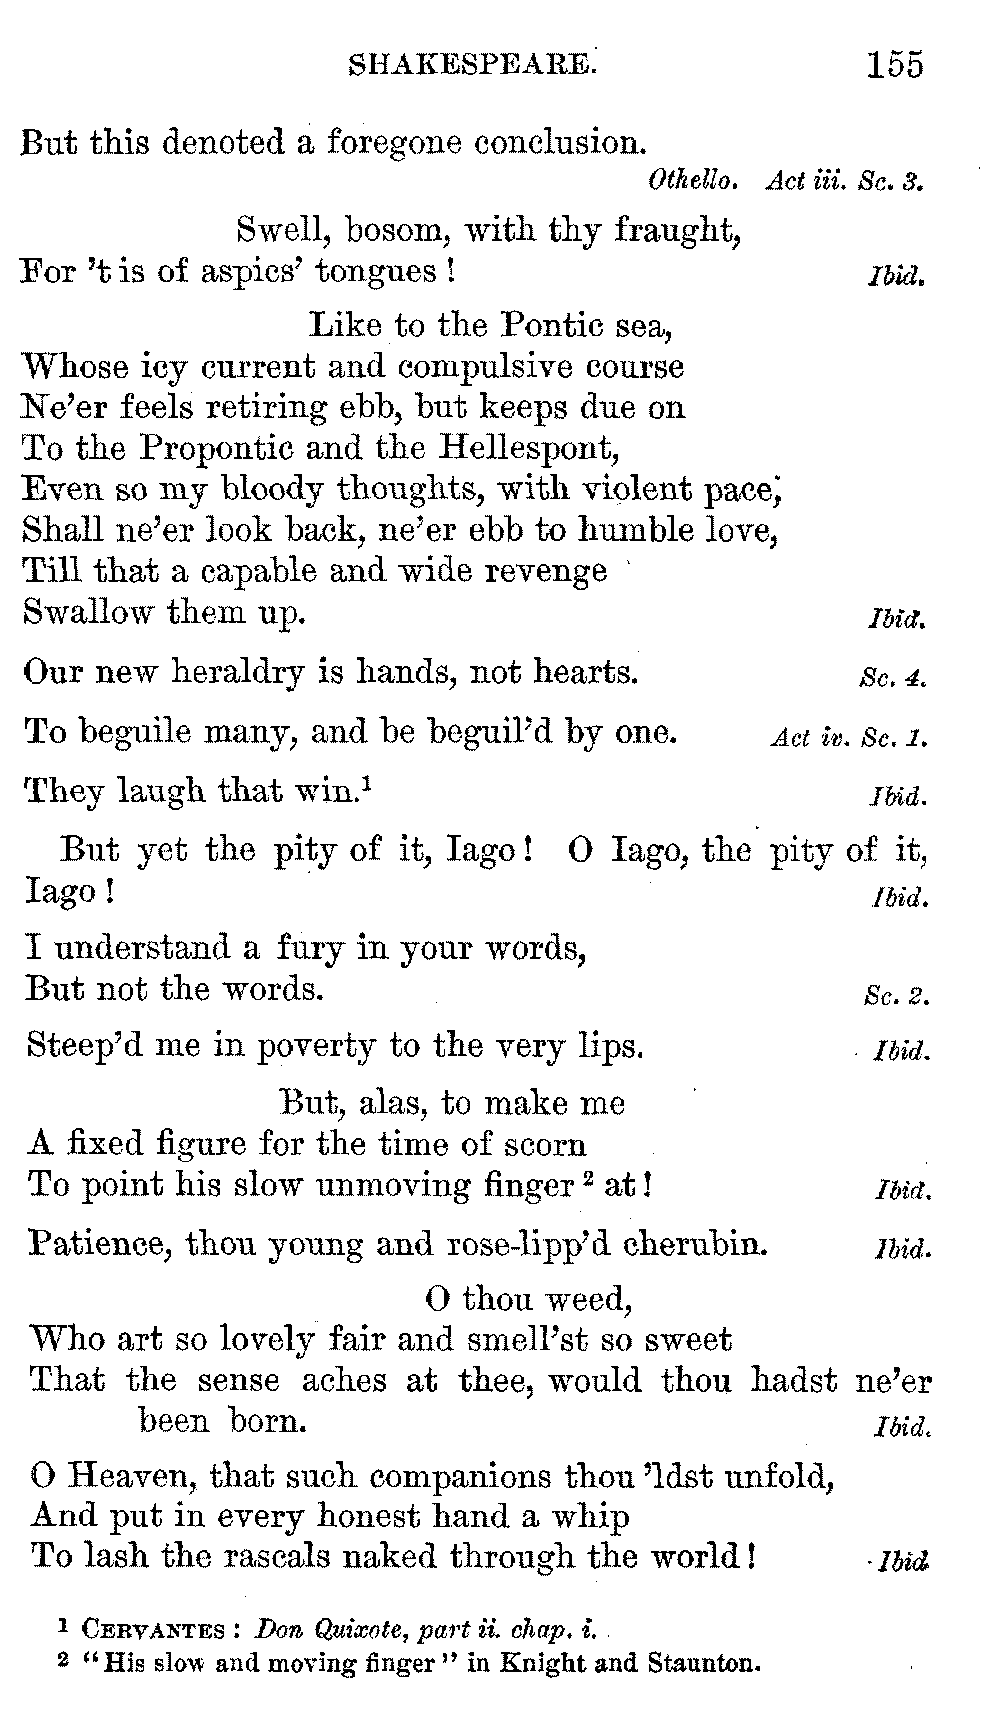 SHAKESPEARE. 155
But this denoted a foregone conclusion.
Othello. Act iii. Sc. 3.
Swell, bosom, with thy fraught,
For 't is of aspics' tongues ! Ibid.
Like to the Pontic sea,
Whose icy current and compulsive course
Ne'er feels retiring ebb, but keeps due on
To the Propontic and the Hellespont,
Even so my bloody thoughts, with violent pace,
Shall ne'er look back, ne'er ebb to humble love,
Till that a capable and wide revenge
Swallow them up. Ibid.
Our new heraldry is hands, not hearts. Sc. 4.
To beguile many, and be beguil'd by one. Act iv. Sc. 1.
They laugh that win.¹ Ibid.
But yet the pity of it, Iago ! O Iago, the pity of it,
Iago ! Ibid.
I understand a fury in your words,
But not the words. Sc. 2.
Steep'd me in poverty to the very lips. Ibid.
But, alas, to make me
A fixed figure for the time of scorn
To point his slow unmoving finger ² at ! Ibid.
Patience, thou young and rose-lipp'd cherubin. Ibid.
O thou weed,
Who art so lovely fair and smell'st so sweet
That the sense aches at thee, would thou hadst ne'er
been born. Ibid.
O Heaven, that such companions thou 'ldst unfold,
And put in every honest hand a whip
To lash the rascals naked through the world ! Ibid
1 CERVANTES : Don Quixote, part ii. chap. i.
2 "His slow and moving finger" in Knight and Staunton.